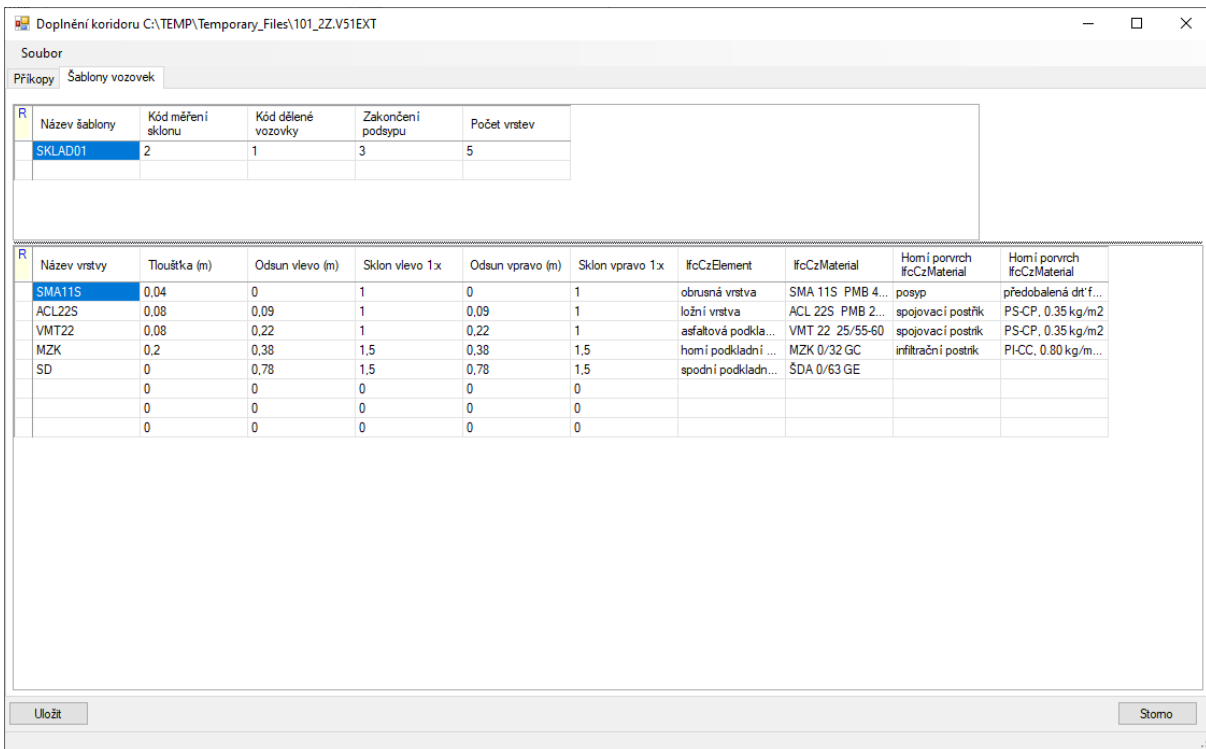 Doplnění koridoru C:\TEMP\Temporary_Files\101_2Z.V51EXT
Soubor
Příkopy Šablony vozovek
R Název šablony Kód měření sklonu Kód dělené vozovky Zakončení podsypu Počet vrstev
SKLAD01 2 1 3 5
R Název vrstvy Tloušťka (m) Odsun vlevo (m) Sklon vlevo 1:x Odsun vpravo (m) Sklon vpravo 1:x IfcCzElement IfcCzMaterial Horní porvrch IfcCzMaterial Horní porvrch IfcCzMaterial
SMA11S 0,04 0 1 0 1 obrusná vrstva SMA 11S PMB 4... posyp předobalená drť f...
ACL22S 0,08 0,09 1 0,09 1 ložní vrstva ACL 22S PMB 2... spojovací postřik PS-CP, 0.35 kg/m2
VMT22 0,08 0,22 1 0,22 1 asfaltová podkla... VMT 22 25/55-60 spojovací postrik PS-CP, 0.35 kg/m2
MZK 0,2 0,38 1,5 0,38 1,5 horní podkladní ... MZK 0/32 GC infiltrační postrik PI-CC, 0.80 kg/m...
SD 0 0,78 1,5 0,78 1,5 spodní podkladn... ŠDA 0/63 GE
0 0 0 0 0
0 0 0 0 0
0 0 0 0 0
Uložit Storno